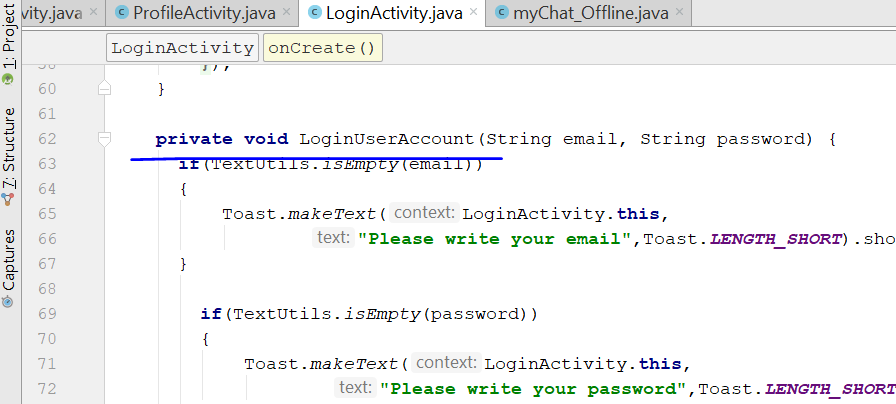 vity.java ProfileActivity.java LoginActivity.java myChat_Offline.java
1: Project
7: Structure
Captures
LoginActivity onCreate()
});
60 }
61
62 private void LoginUserAccount(String email, String password) {
63 if(TextUtils.isEmpty(email))
64 {
65 Toast.makeText( context: LoginActivity.this,
66 text: "Please write your email",Toast.LENGTH_SHORT).sho
67 }
68
69 if(TextUtils.isEmpty(password))
70 {
71 Toast.makeText( context: LoginActivity.this,
72 text: "Please write your password",Toast.LENGTH_SHOR